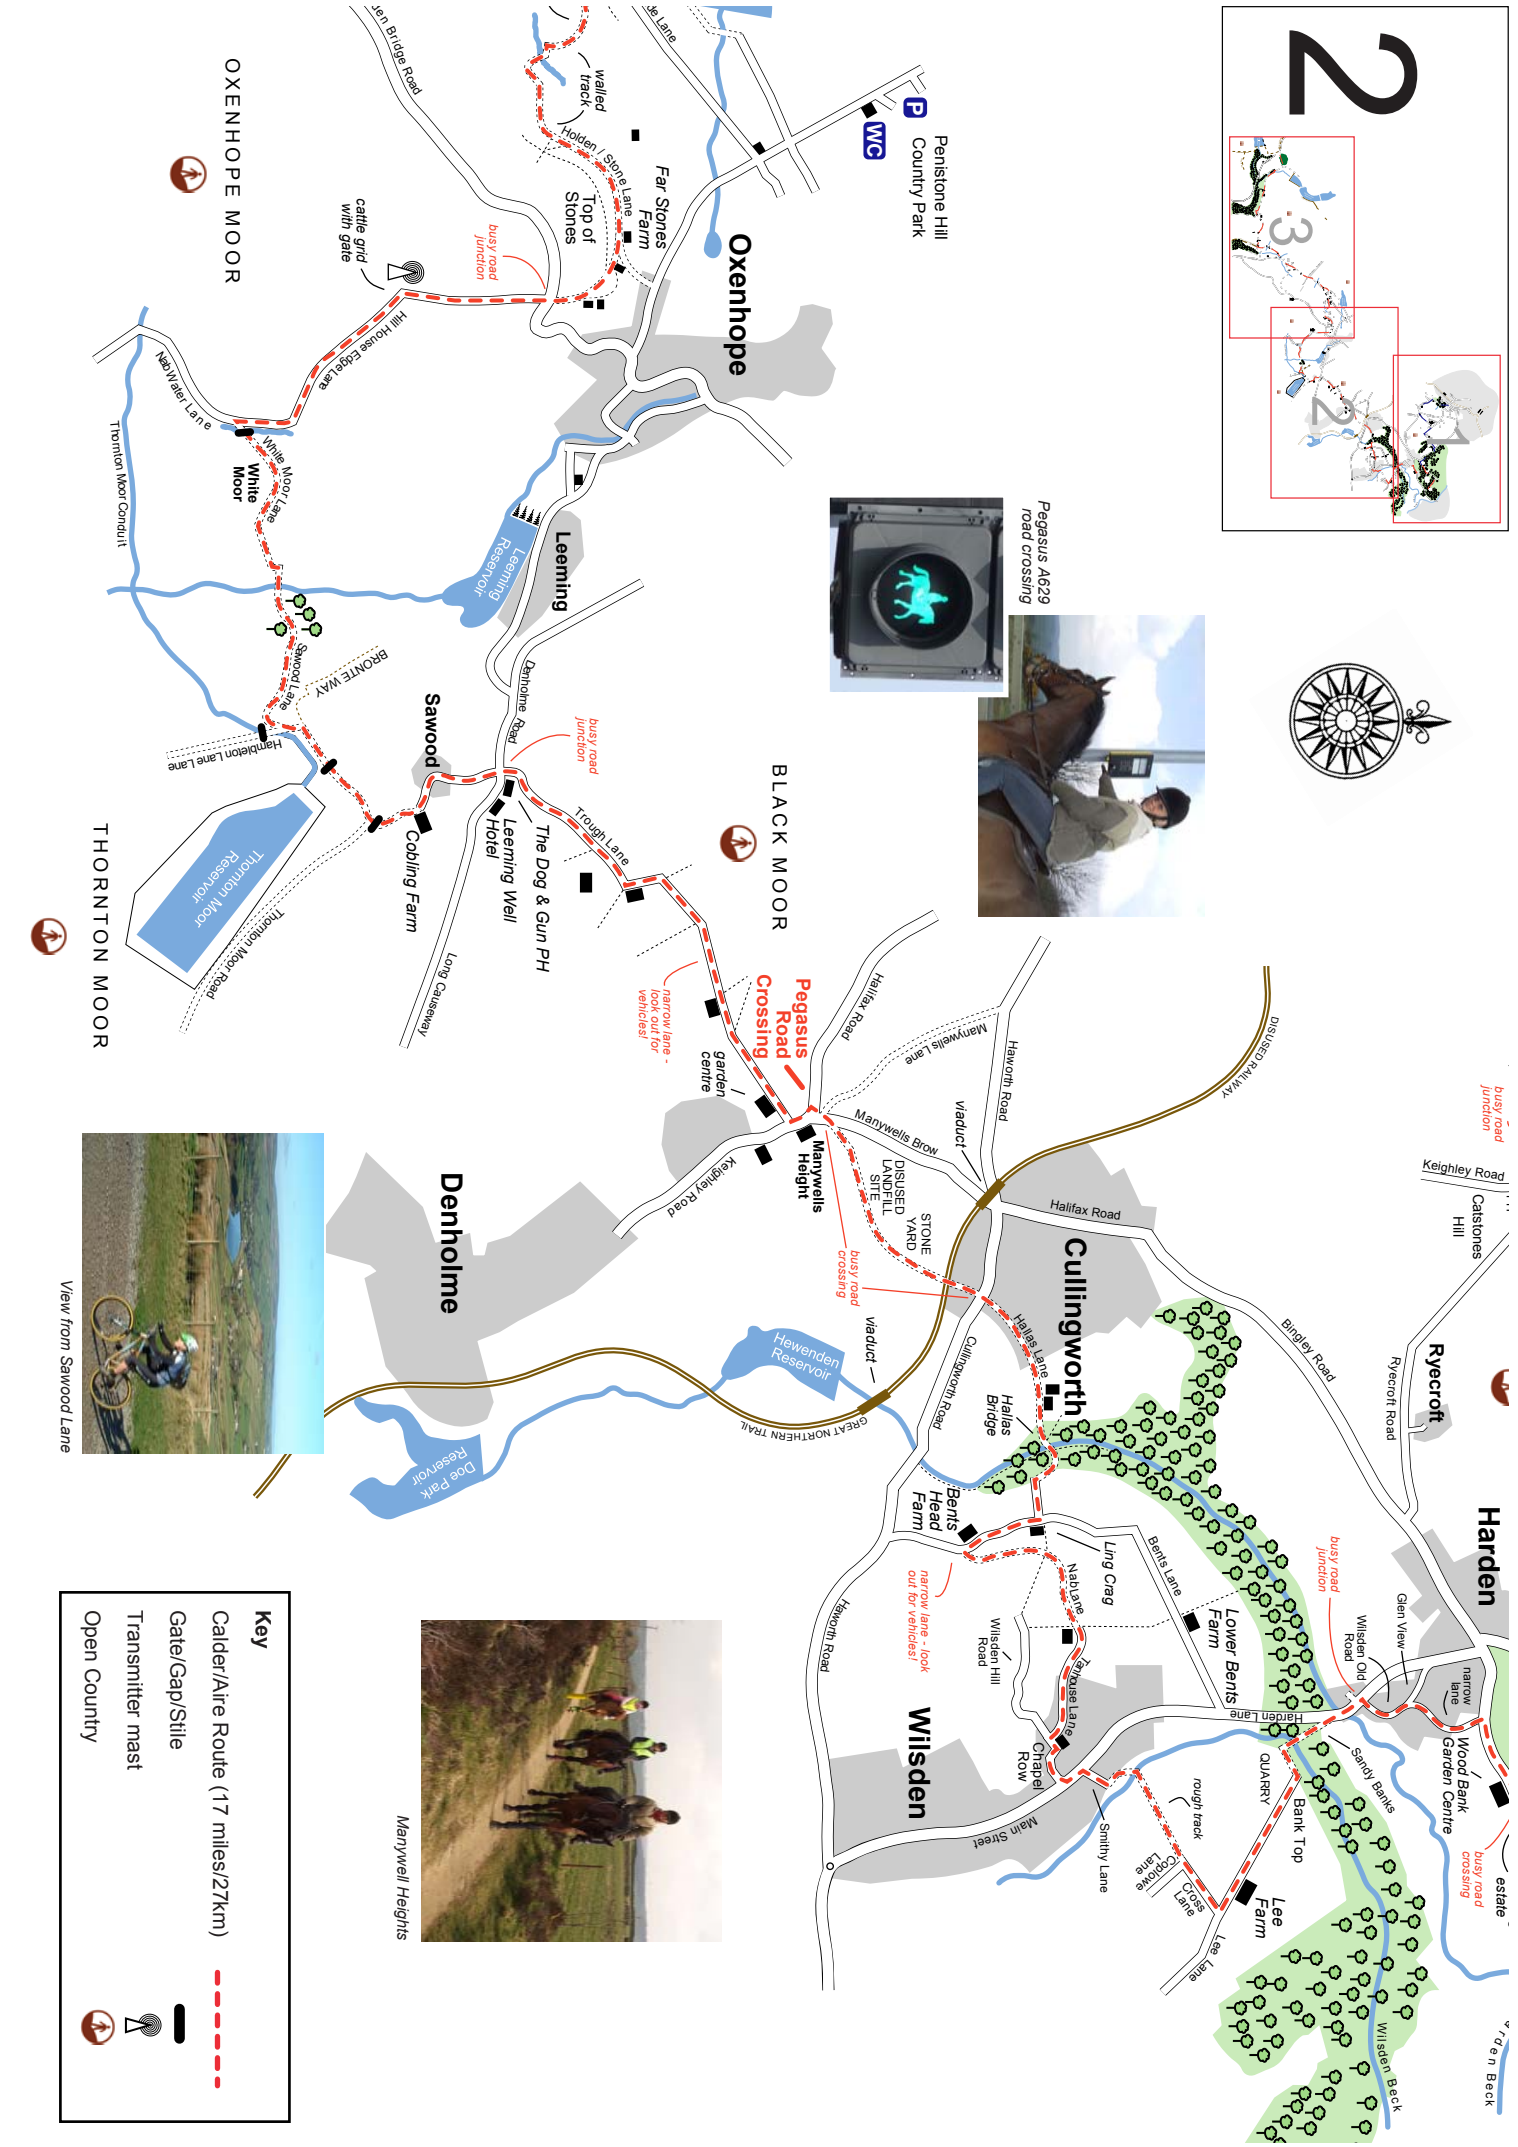 2
3
2
1
Pegasus A629
road crossing
Penistone Hill
Country Park
P
WC
Oxenhope
walled
track
Holden / Stone Lane
Far Stones
Farm
Top of
Stones
busy road
junction
OXENHOPE MOOR
cattle grid
with gate
Hill House Edge Lane
Nab Water Lane
Thornton Moor Conduit
White Moor Lane
White
Moor
Leeming
Leeming
Reservoir
Sawood Lane
BRONTE WAY
Hambleton Lane Lane
Sawood
Denholme Road
busy road
junction
Cobling Farm
The Dog & Gun PH
Leeming Well
Hotel
Trough Lane
Long Causeway
Thornton Moor
Reservoir
Thornton Moor Road
THORNTON MOOR
BLACK MOOR
narrow lane -
look out for
vehicles!
Pegasus
Road
Crossing
garden
centre
Halifax Road
Manywells Lane
Haworth Road
DISUSED RAILWAY
viaduct
Manywells Brow
Manywells
Height
DISUSED
LANDFILL
SITE
STONE
YARD
busy road
crossing
Keighley Road
Denholme
Halifax Road
Cullingworth
Hallas Lane
Hallas
Bridge
Cullingworth Road
viaduct
Hewenden
Reservoir
GREAT NORTHERN TRAIL
Doe Park
Reservoir
Bingley Road
busy road
junction
Keighley Road
Catstones
Hill
Ryecroft
Ryecroft Road
Harden
busy road
junction
Glen View
Wilsden Old
Road
narrow
lane
Wood Bank
Garden Centre
busy road
crossing
estate
Harden Lane
Sandy Banks
QUARRY
Bank Top
Lee
Farm
Lee Lane
Cross
Lane
Coplowe
Lane
rough track
Smithy Lane
Main Street
Chapel
Row
Wilsden
Tanhouse Lane
Wilsden Hill
Road
Nab Lane
Lower Bents
Farm
Bents Lane
Ling Crag
Bents
Head
Farm
narrow lane - look
out for vehicles!
Haworth Road
Wilsden Beck
rden Beck
View from Sawood Lane
Manywell Heights
Key
Calder/Aire Route (17 miles/27km)
Gate/Gap/Stile
Transmitter mast
Open Country